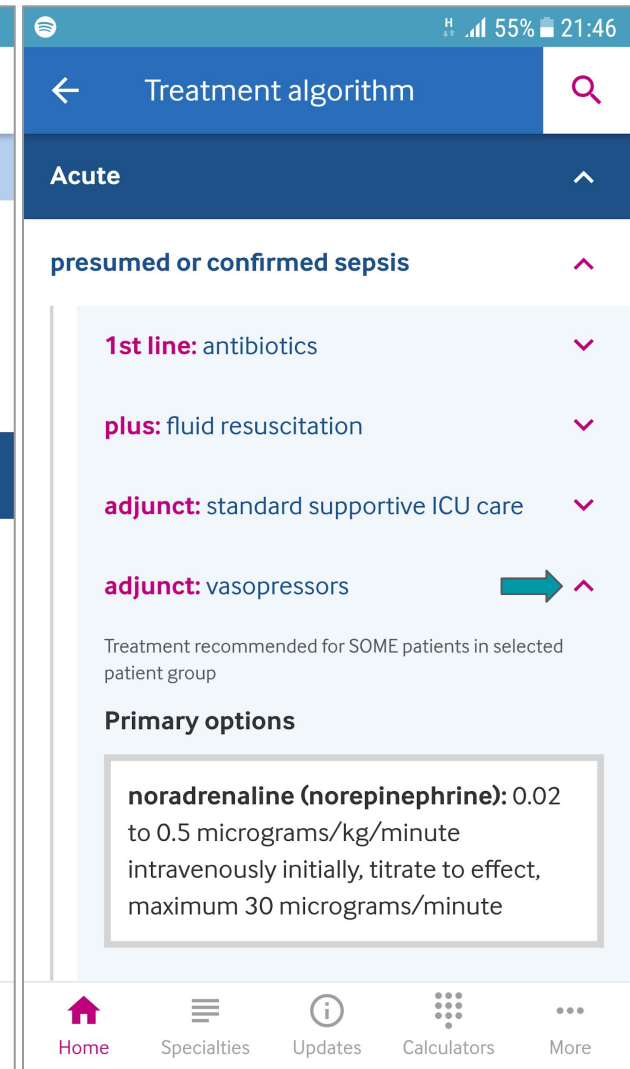 H 55% 21:46
Treatment algorithm
Acute
presumed or confirmed sepsis
1st line: antibiotics
plus: fluid resuscitation
adjunct: standard supportive ICU care
adjunct: vasopressors
Treatment recommended for SOME patients in selected
patient group
Primary options
noradrenaline (norepinephrine): 0.02
to 0.5 micrograms/kg/minute
intravenously initially, titrate to effect,
maximum 30 micrograms/minute
Home Specialties Updates Calculators More